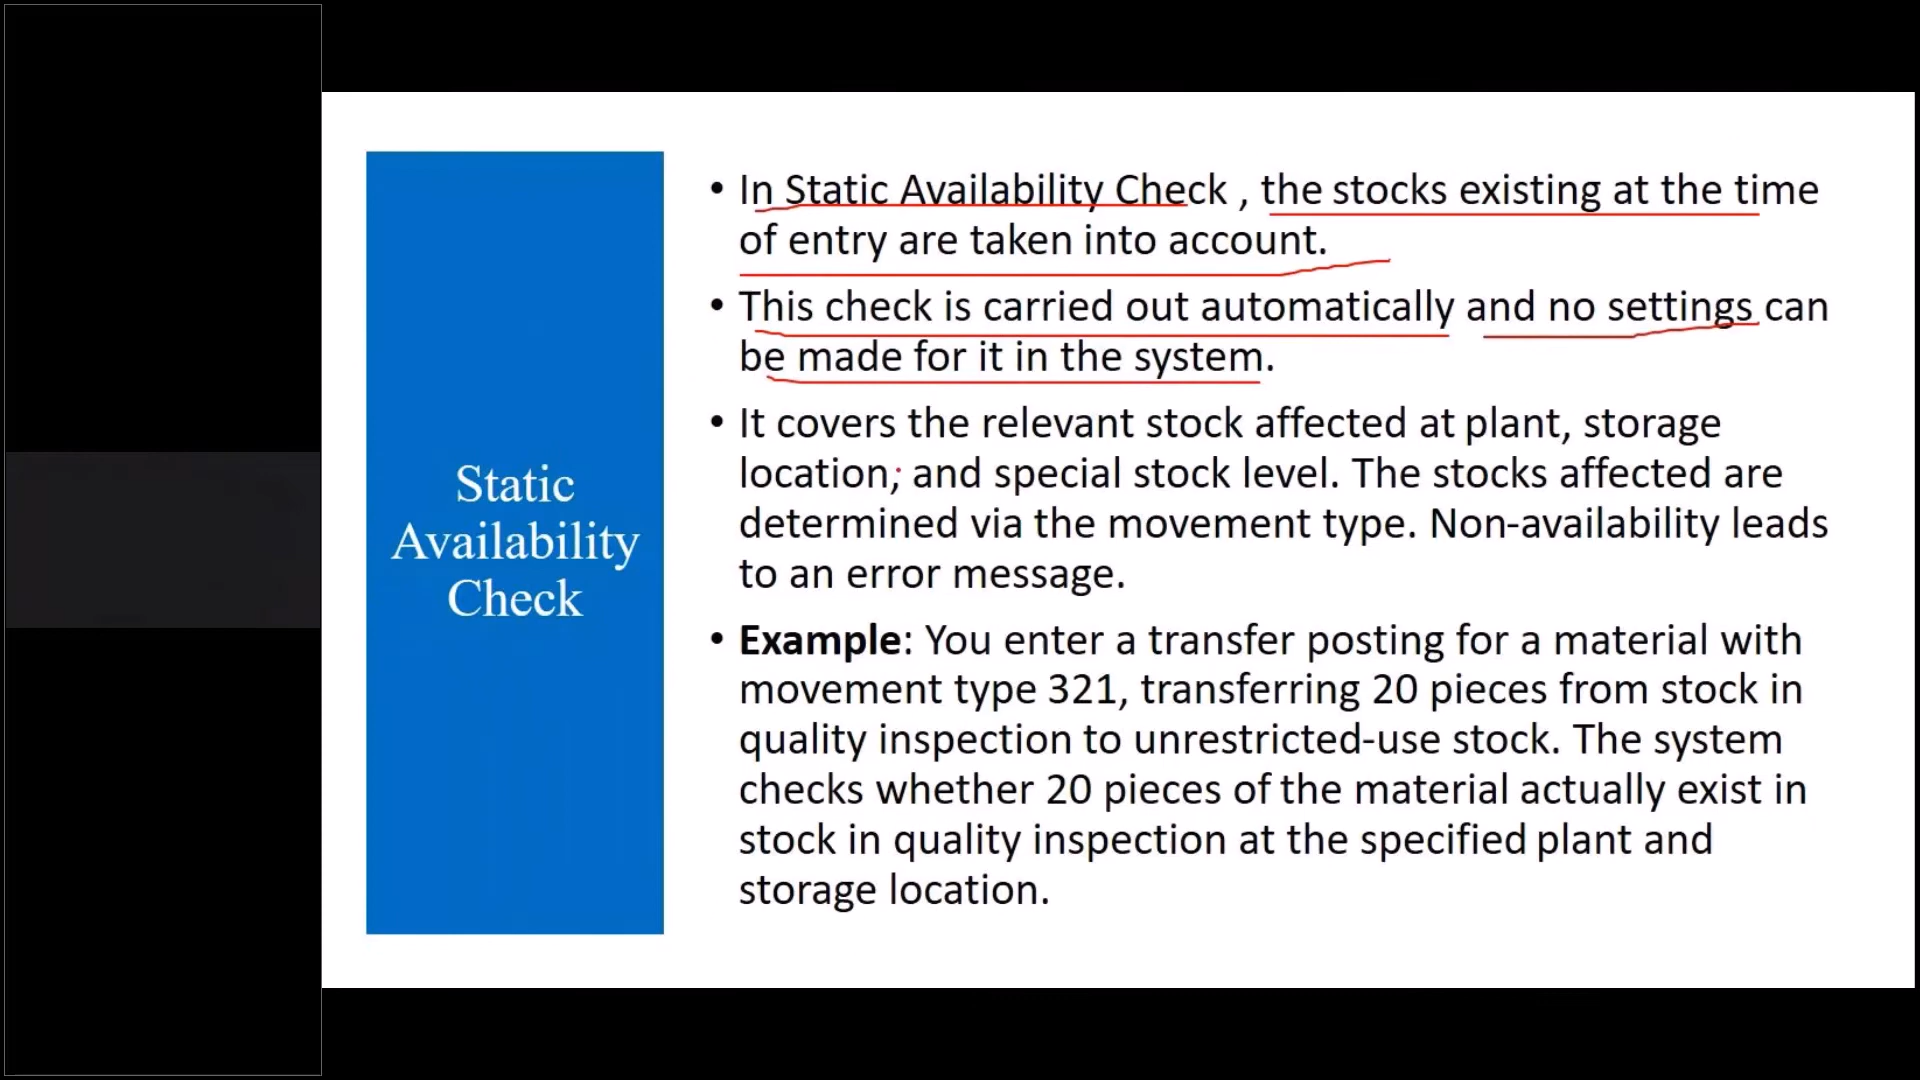 Static
Availability
Check
• In Static Availability Check , the stocks existing at the time
of entry are taken into account.
• This check is carried out automatically and no settings can
be made for it in the system.
• It covers the relevant stock affected at plant, storage
location; and special stock level. The stocks affected are
determined via the movement type. Non-availability leads
to an error message.
• Example: You enter a transfer posting for a material with
movement type 321, transferring 20 pieces from stock in
quality inspection to unrestricted-use stock. The system
checks whether 20 pieces of the material actually exist in
stock in quality inspection at the specified plant and
storage location.